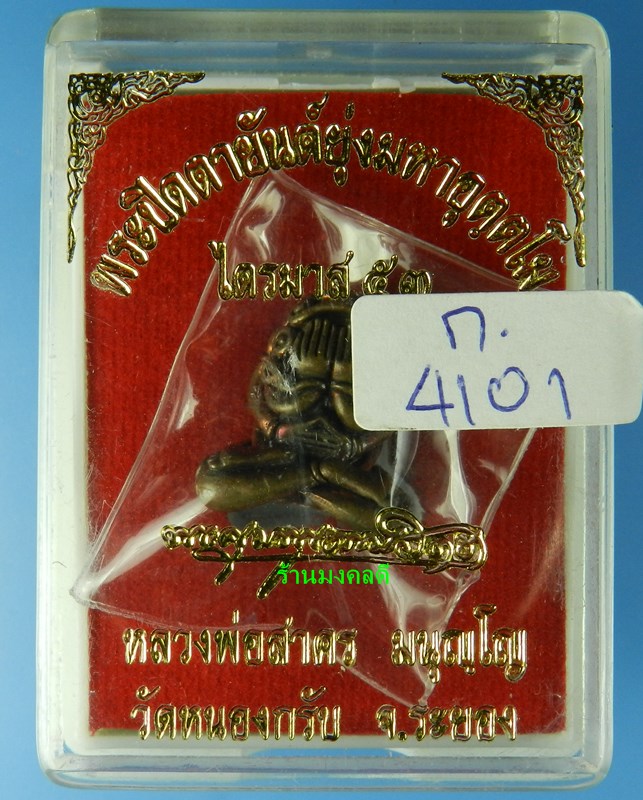 พระปิดตายันต์ยุ่งมหาอุตตโม
ไตรมาส ๕๓
ก.
4101
ร้านมงคลดี
หลวงพ่อสาคร มนุญฺโญ
วัดหนองกรับ จ.ระยอง